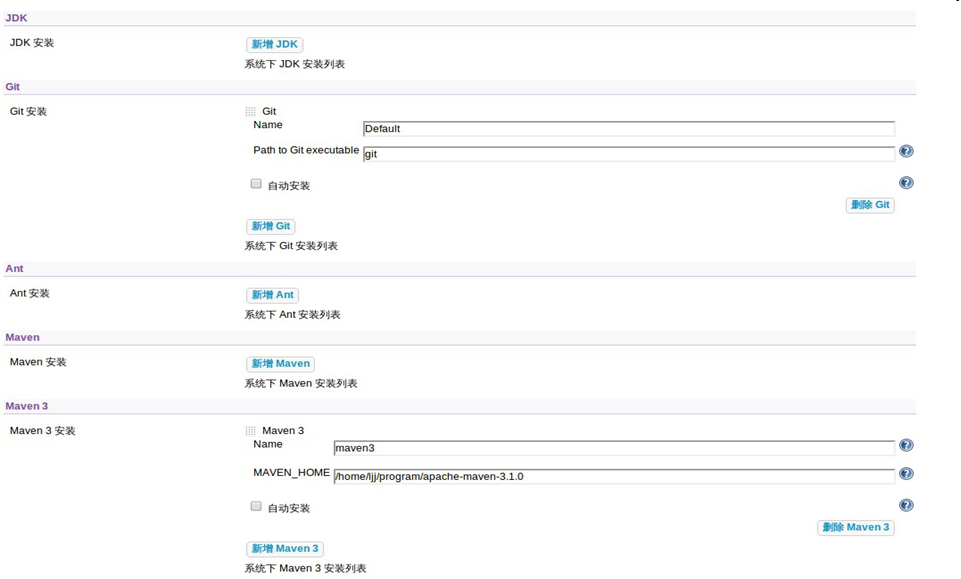 JDK
JDK 安装
新增 JDK
系统下 JDK 安装列表
Git
Git 安装
Git
Name
Default
Path to Git executable
git
自动安装
删除 Git
新增 Git
系统下 Git 安装列表
Ant
Ant 安装
新增 Ant
系统下 Ant 安装列表
Maven
Maven 安装
新增 Maven
系统下 Maven 安装列表
Maven 3
Maven 3 安装
Maven 3
Name
maven3
MAVEN_HOME
/home/ljj/program/apache-maven-3.1.0
自动安装
删除 Maven 3
新增 Maven 3
系统下 Maven 3 安装列表